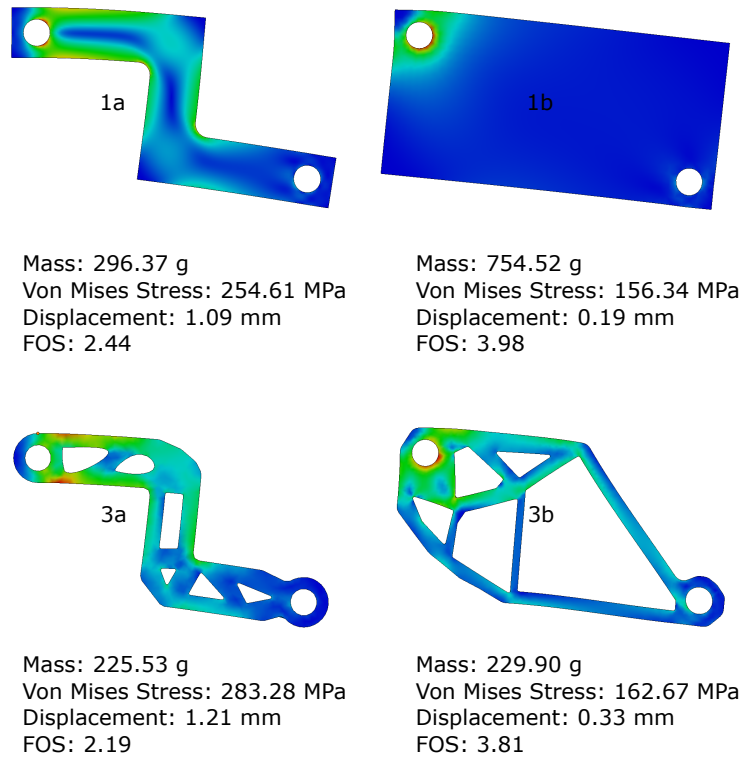 1a
1b
Mass: 296.37 g
Von Mises Stress: 254.61 MPa
Displacement: 1.09 mm
FOS: 2.44
Mass: 754.52 g
Von Mises Stress: 156.34 MPa
Displacement: 0.19 mm
FOS: 3.98
3a
3b
Mass: 225.53 g
Von Mises Stress: 283.28 MPa
Displacement: 1.21 mm
FOS: 2.19
Mass: 229.90 g
Von Mises Stress: 162.67 MPa
Displacement: 0.33 mm
FOS: 3.81